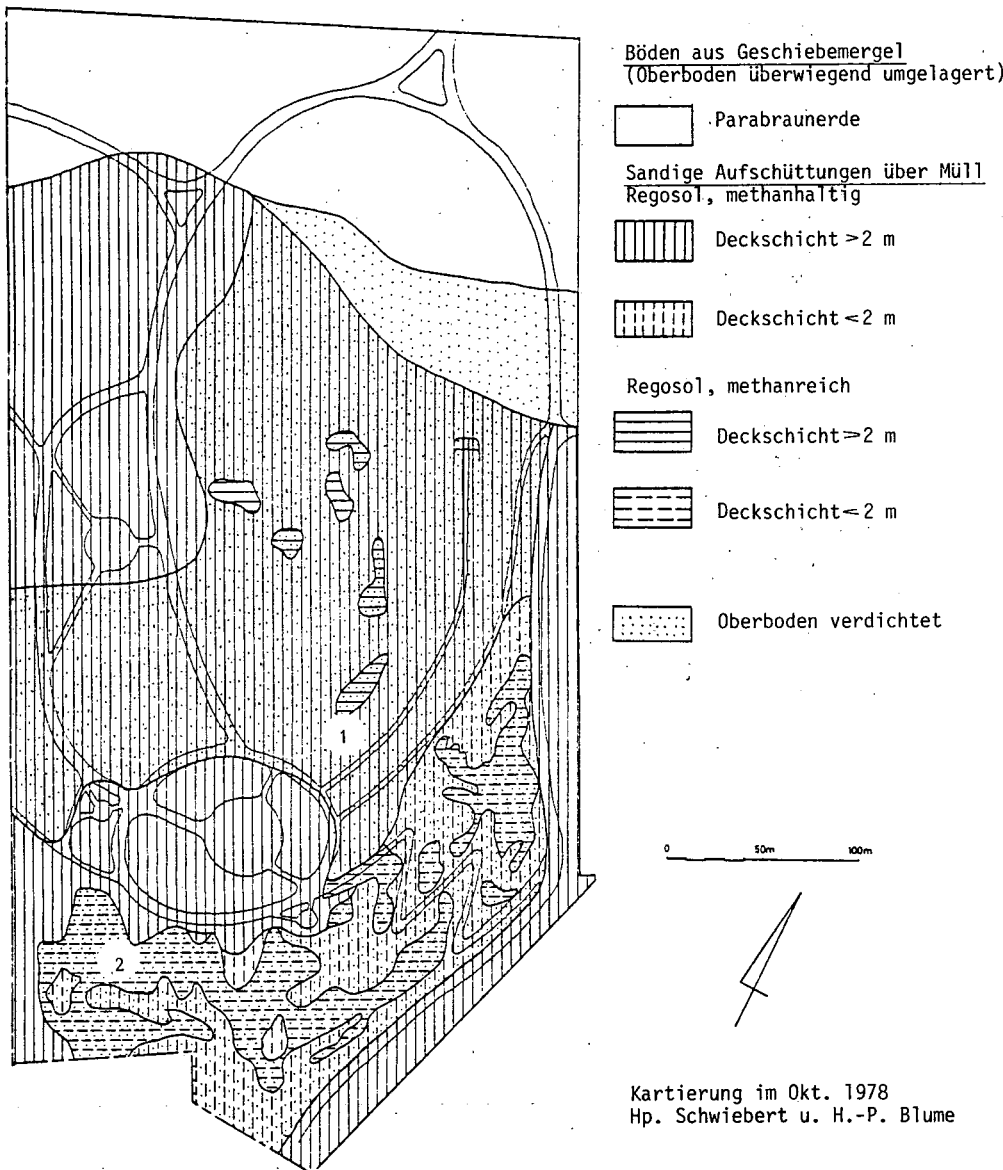 Böden aus Geschiebemergel
(Oberboden überwiegend umgelagert)
Parabraunerde
Sandige Aufschüttungen über Müll
Regosol, methanhaltig
Deckschicht >2 m
Deckschicht <2 m
Regosol, methanreich
Deckschicht >2 m
Deckschicht <2 m
Oberboden verdichtet
1
2
0 50m 100m
Kartierung im Okt. 1978
Hp. Schwiebert u. H.-P. Blume